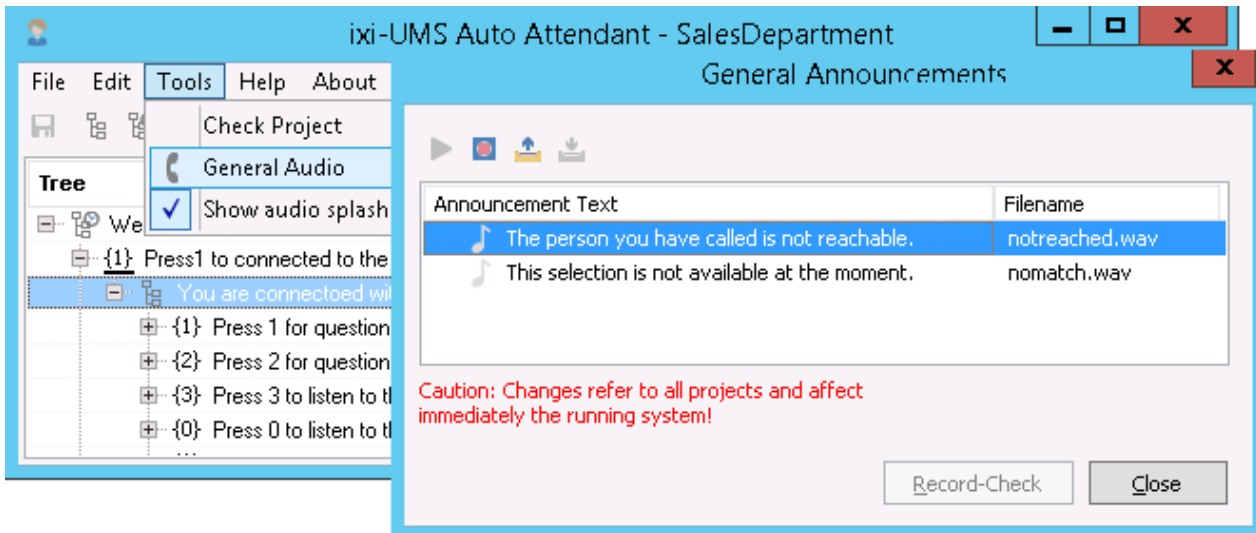 ixi-UMS Auto Attendant - SalesDepartment
File Edit Tools Help About
Check Project
General Audio
Show audio splash
Tree
We
{1} Press1 to connected to the
You are connectoed wi
{1} Press 1 for question
{2} Press 2 for question
{3} Press 3 to listen to t
{0} Press 0 to listen to t
General Announcements
Announcement Text Filename
The person you have called is not reachable. notreached.wav
This selection is not available at the moment. nomatch.wav
Caution: Changes refer to all projects and affect
immediately the running system!
Record-Check Close